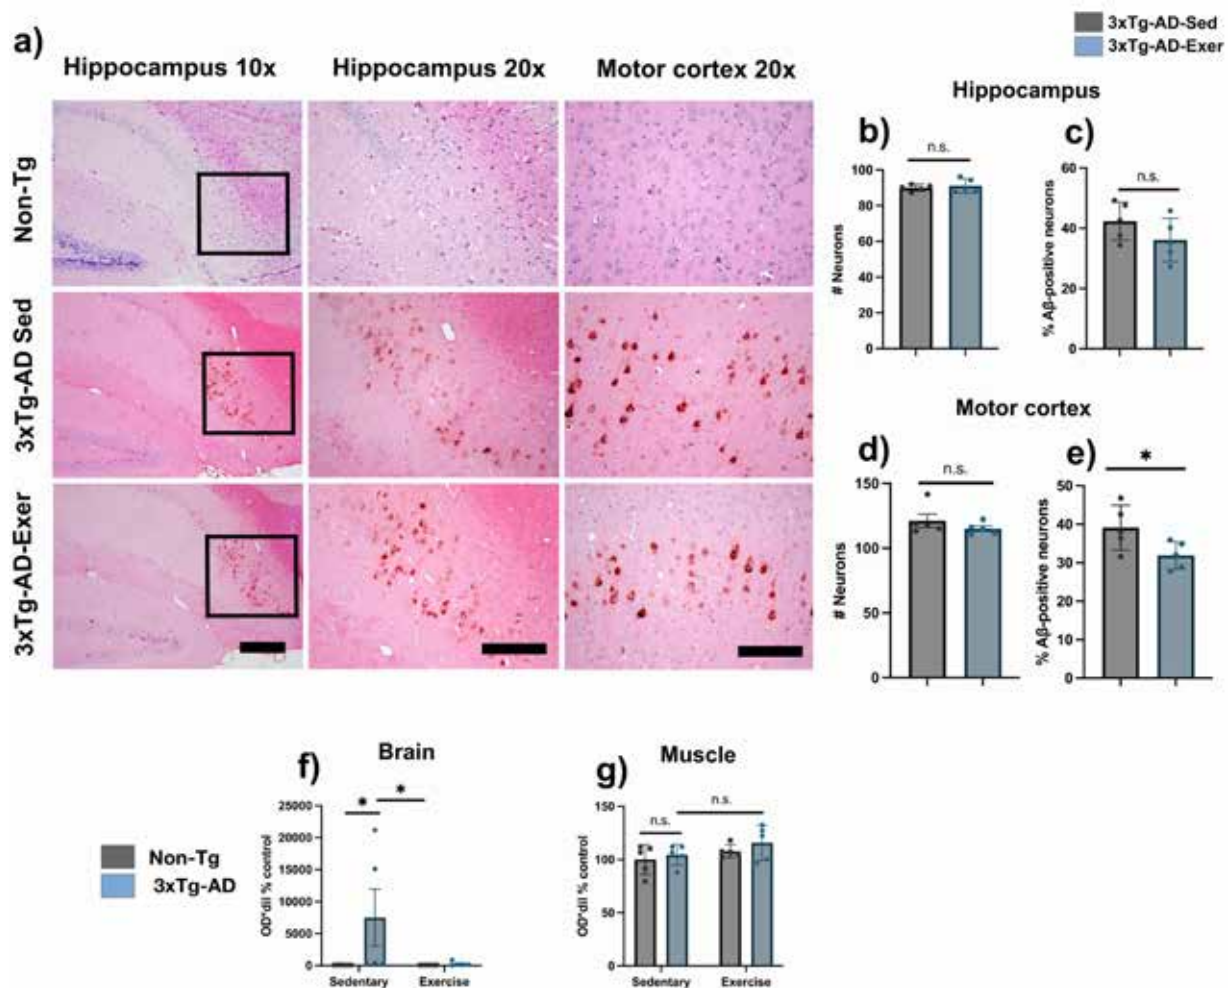 3xTg-AD-Sed
3xTg-AD-Exer
a)
Hippocampus 10x
Hippocampus 20x
Motor cortex 20x
Non-Tg
3xTg-AD Sed
3xTg-AD-Exer
Hippocampus
b)
n.s.
# Neurons
100
80
60
40
20
0
c)
n.s.
% Aβ-positive neurons
60
40
20
0
Motor cortex
d)
n.s.
# Neurons
150
100
50
0
e)
*
% Aβ-positive neurons
50
40
30
20
10
0
Non-Tg
3xTg-AD
Brain
f)
*
*
OD*dil % control
25000
20000
15000
10000
5000
0
Sedentary
Exercise
Muscle
g)
n.s.
n.s.
OD*dil % control
150
100
50
0
Sedentary
Exercise